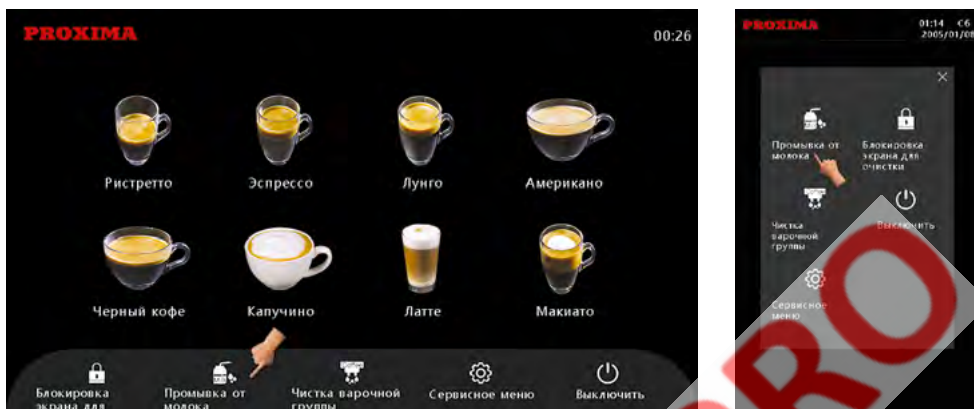 PROXIMA
00:26
Ристретто
Эспрессо
Лунго
Американо
Черный кофе
Капучино
Латте
Макиато
Блокировка
экрана для
Промывка от
молока
Чистка варочной
группы
Сервисное меню
Выключить
PROXIMA
01:14 C6
2005/01/08
Промывка от
молока
Блокировка
экрана для
очистки
Чистка
варочной
группы
Выключить
Сервисное
меню
PRO